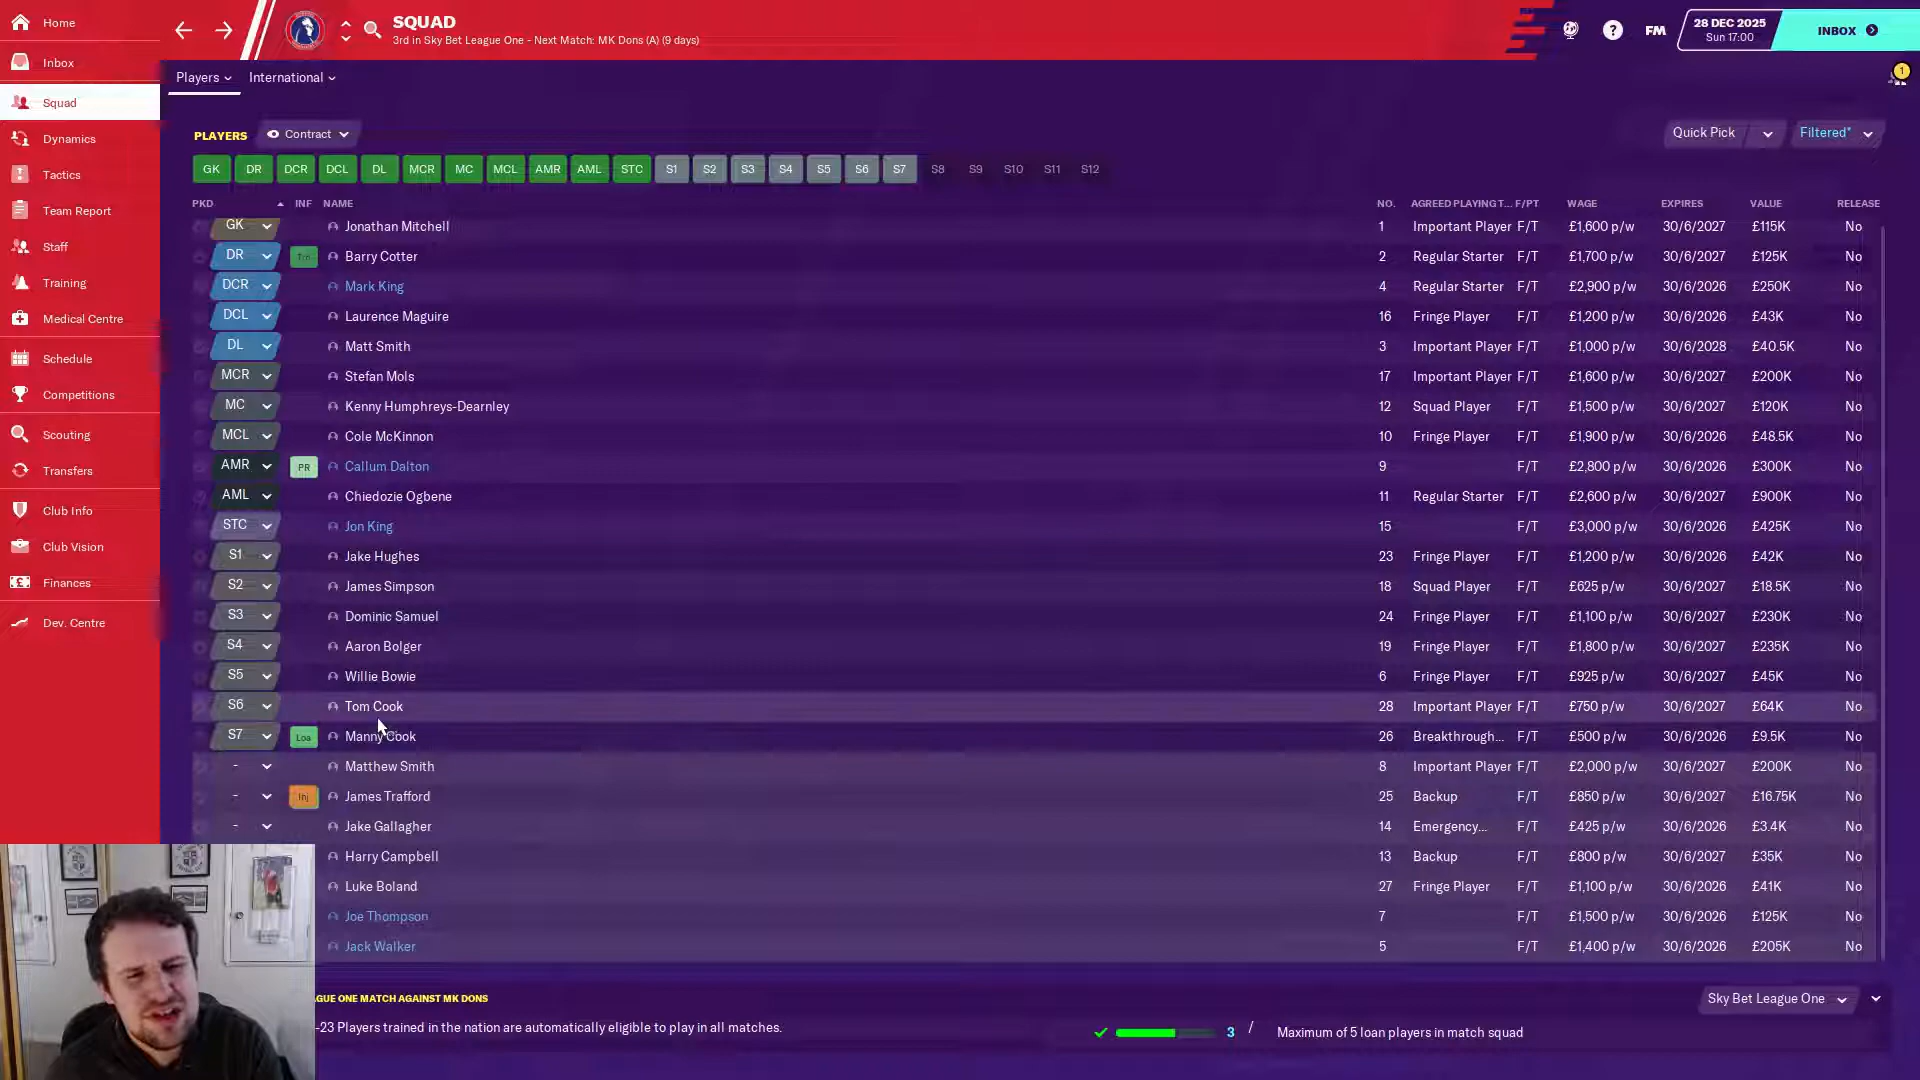 Home
Inbox
Squad
Dynamics
Tactics
Team Report
Staff
Training
Medical Centre
Schedule
Competitions
Scouting
Transfers
Club Info
Club Vision
Finances
Dev. Centre
SQUAD
3rd in Sky Bet League One - Next Match: MK Dons (A) (9 days)
? FM 28 DEC 2025 Sun 17:00 INBOX
1
Players International
PLAYERS Contract Quick Pick Filtered*
GK DR DCR DCL DL MCR MC MCL AMR AML STC S1 S2 S3 S4 S5 S6 S7 S8 S9 S10 S11 S12
PKD INF NAME NO. AGREED PLAYING T... F/PT WAGE EXPIRES VALUE RELEASE
GK Jonathan Mitchell 1 Important Player F/T £1,600 p/w 30/6/2027 £115K No
DR Trn Barry Cotter 2 Regular Starter F/T £1,700 p/w 30/6/2027 £125K No
DCR Mark King 4 Regular Starter F/T £2,900 p/w 30/6/2026 £250K No
DCL Laurence Maguire 16 Fringe Player F/T £1,200 p/w 30/6/2026 £43K No
DL Matt Smith 3 Important Player F/T £1,000 p/w 30/6/2028 £40.5K No
MCR Stefan Mols 17 Important Player F/T £1,600 p/w 30/6/2027 £200K No
MC Kenny Humphreys-Dearnley 12 Squad Player F/T £1,500 p/w 30/6/2027 £120K No
MCL Cole McKinnon 10 Fringe Player F/T £1,900 p/w 30/6/2026 £48.5K No
AMR PR Callum Dalton 9 F/T £2,800 p/w 30/6/2026 £300K No
AML Chiedozie Ogbene 11 Regular Starter F/T £2,600 p/w 30/6/2027 £900K No
STC Jon King 15 F/T £3,000 p/w 30/6/2026 £425K No
S1 Jake Hughes 23 Fringe Player F/T £1,200 p/w 30/6/2026 £42K No
S2 James Simpson 18 Squad Player F/T £625 p/w 30/6/2027 £18.5K No
S3 Dominic Samuel 24 Fringe Player F/T £1,100 p/w 30/6/2026 £230K No
S4 Aaron Bolger 19 Fringe Player F/T £1,800 p/w 30/6/2026 £235K No
S5 Willie Bowie 6 Fringe Player F/T £925 p/w 30/6/2027 £45K No
S6 Tom Cook 28 Important Player F/T £750 p/w 30/6/2027 £64K No
S7 Loa Manny Cook 26 Breakthrough... F/T £500 p/w 30/6/2027 £9.5K No
- Matthew Smith 8 Important Player F/T £2,000 p/w 30/6/2027 £200K No
- Inj James Trafford 25 Backup F/T £850 p/w 30/6/2027 £16.75K No
- Jake Gallagher 14 Emergency... F/T £425 p/w 30/6/2026 £3.4K No
Harry Campbell 13 Backup F/T £800 p/w 30/6/2027 £35K No
Luke Boland 27 Fringe Player F/T £1,100 p/w 30/6/2026 £41K No
Joe Thompson 7 F/T £1,500 p/w 30/6/2026 £125K No
Jack Walker 5 F/T £1,400 p/w 30/6/2026 £205K No
GUE ONE MATCH AGAINST MK DONS Sky Bet League One
-23 Players trained in the nation are automatically eligible to play in all matches. 3 / Maximum of 5 loan players in match squad